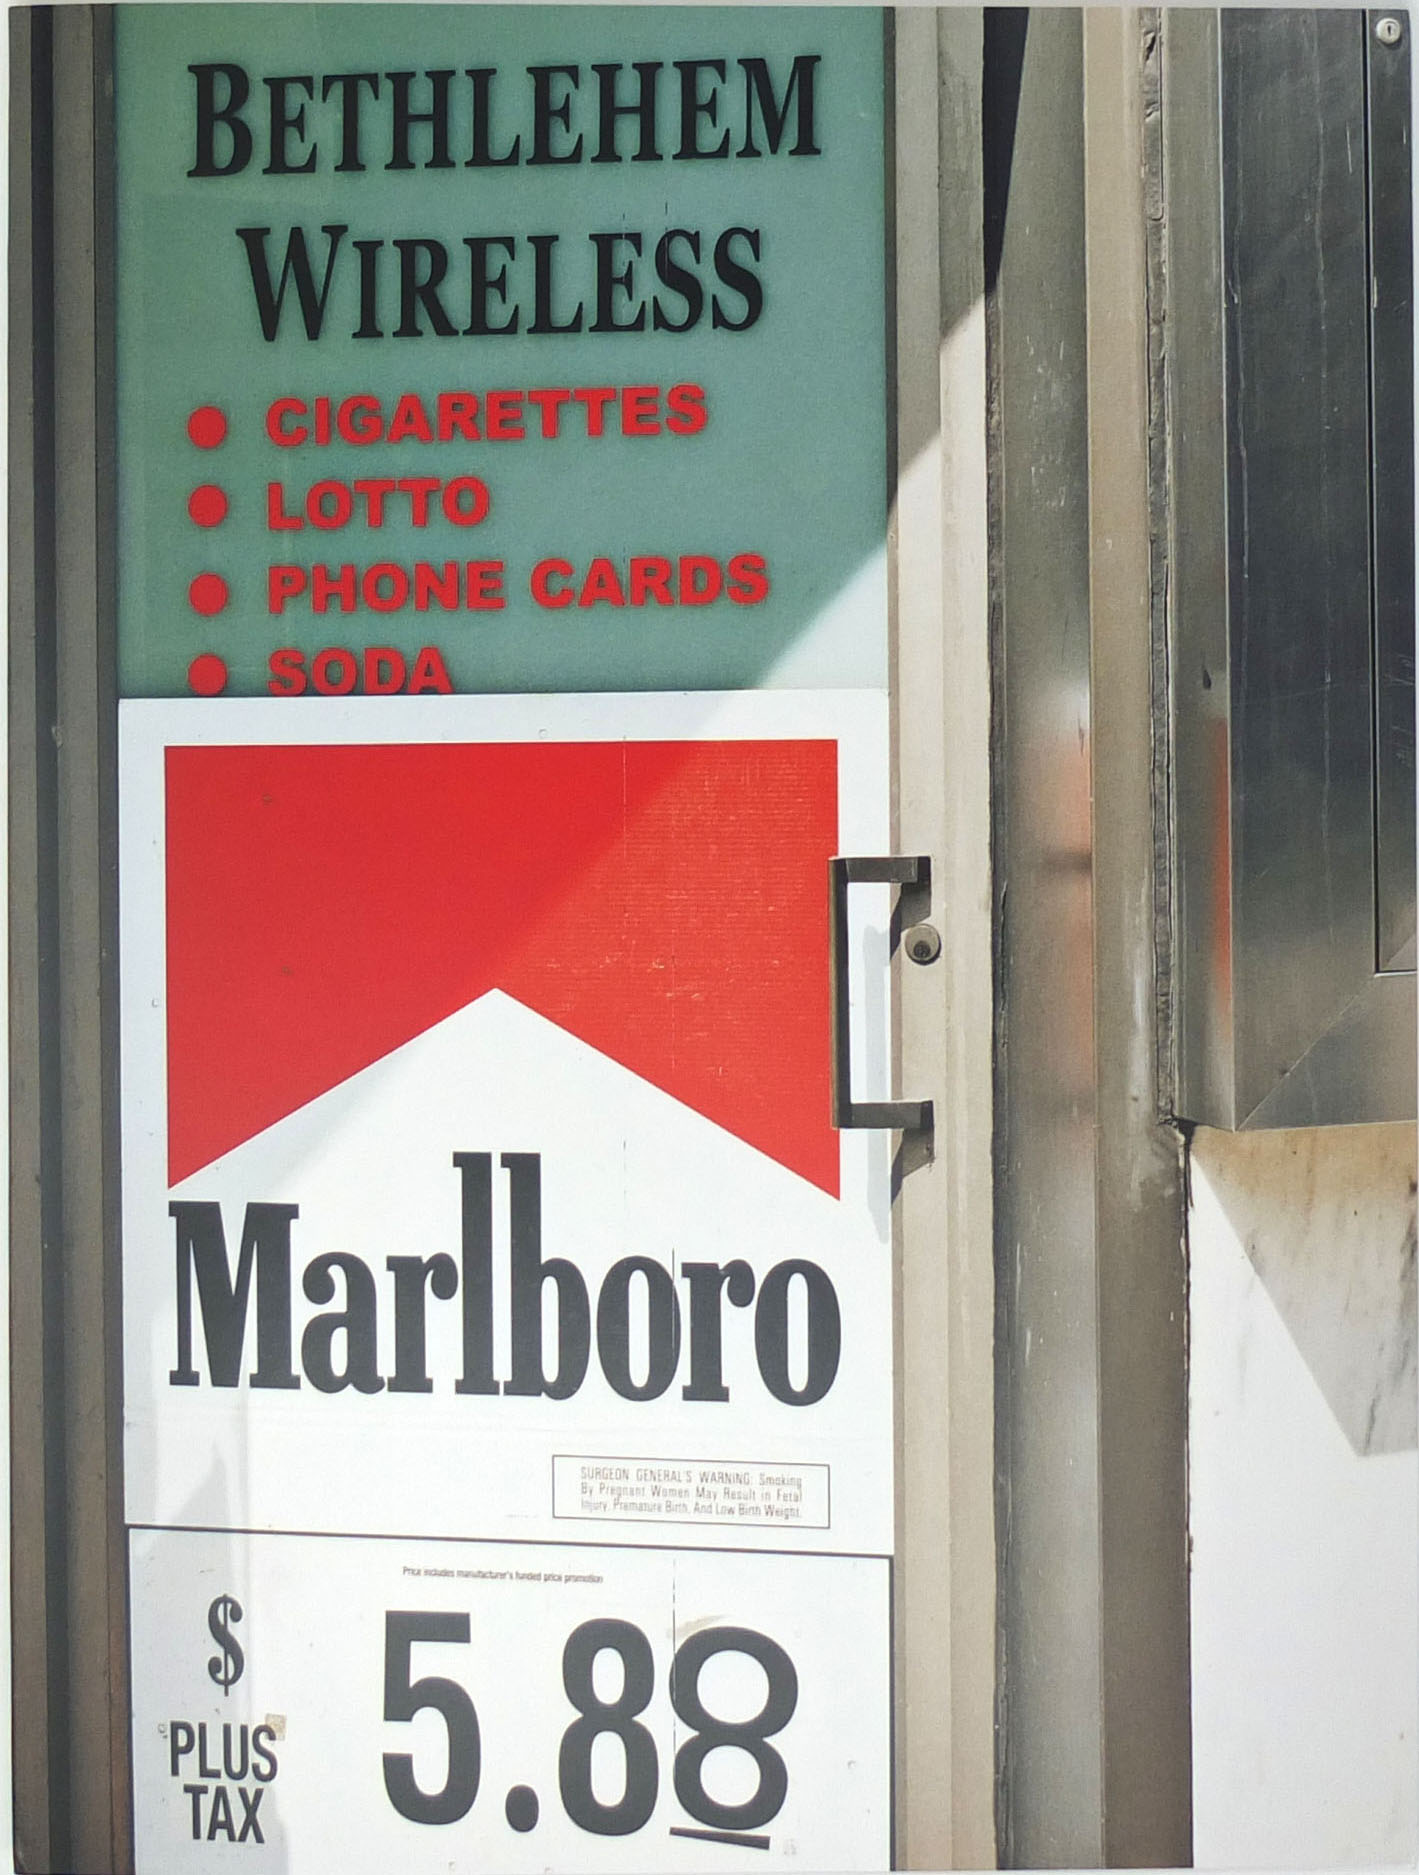 BETHLEHEM
WIRELESS
• CIGARETTES
• LOTTO
• PHONE CARDS
• SODA
Marlboro
SURGEON GENERAL'S WARNING: Smoking
By Pregnant Women May Result in Fetal
Injury, Premature Birth, And Low Birth Weight.
Price includes manufacturer's funded price promotion
$ 5.88
PLUS
TAX